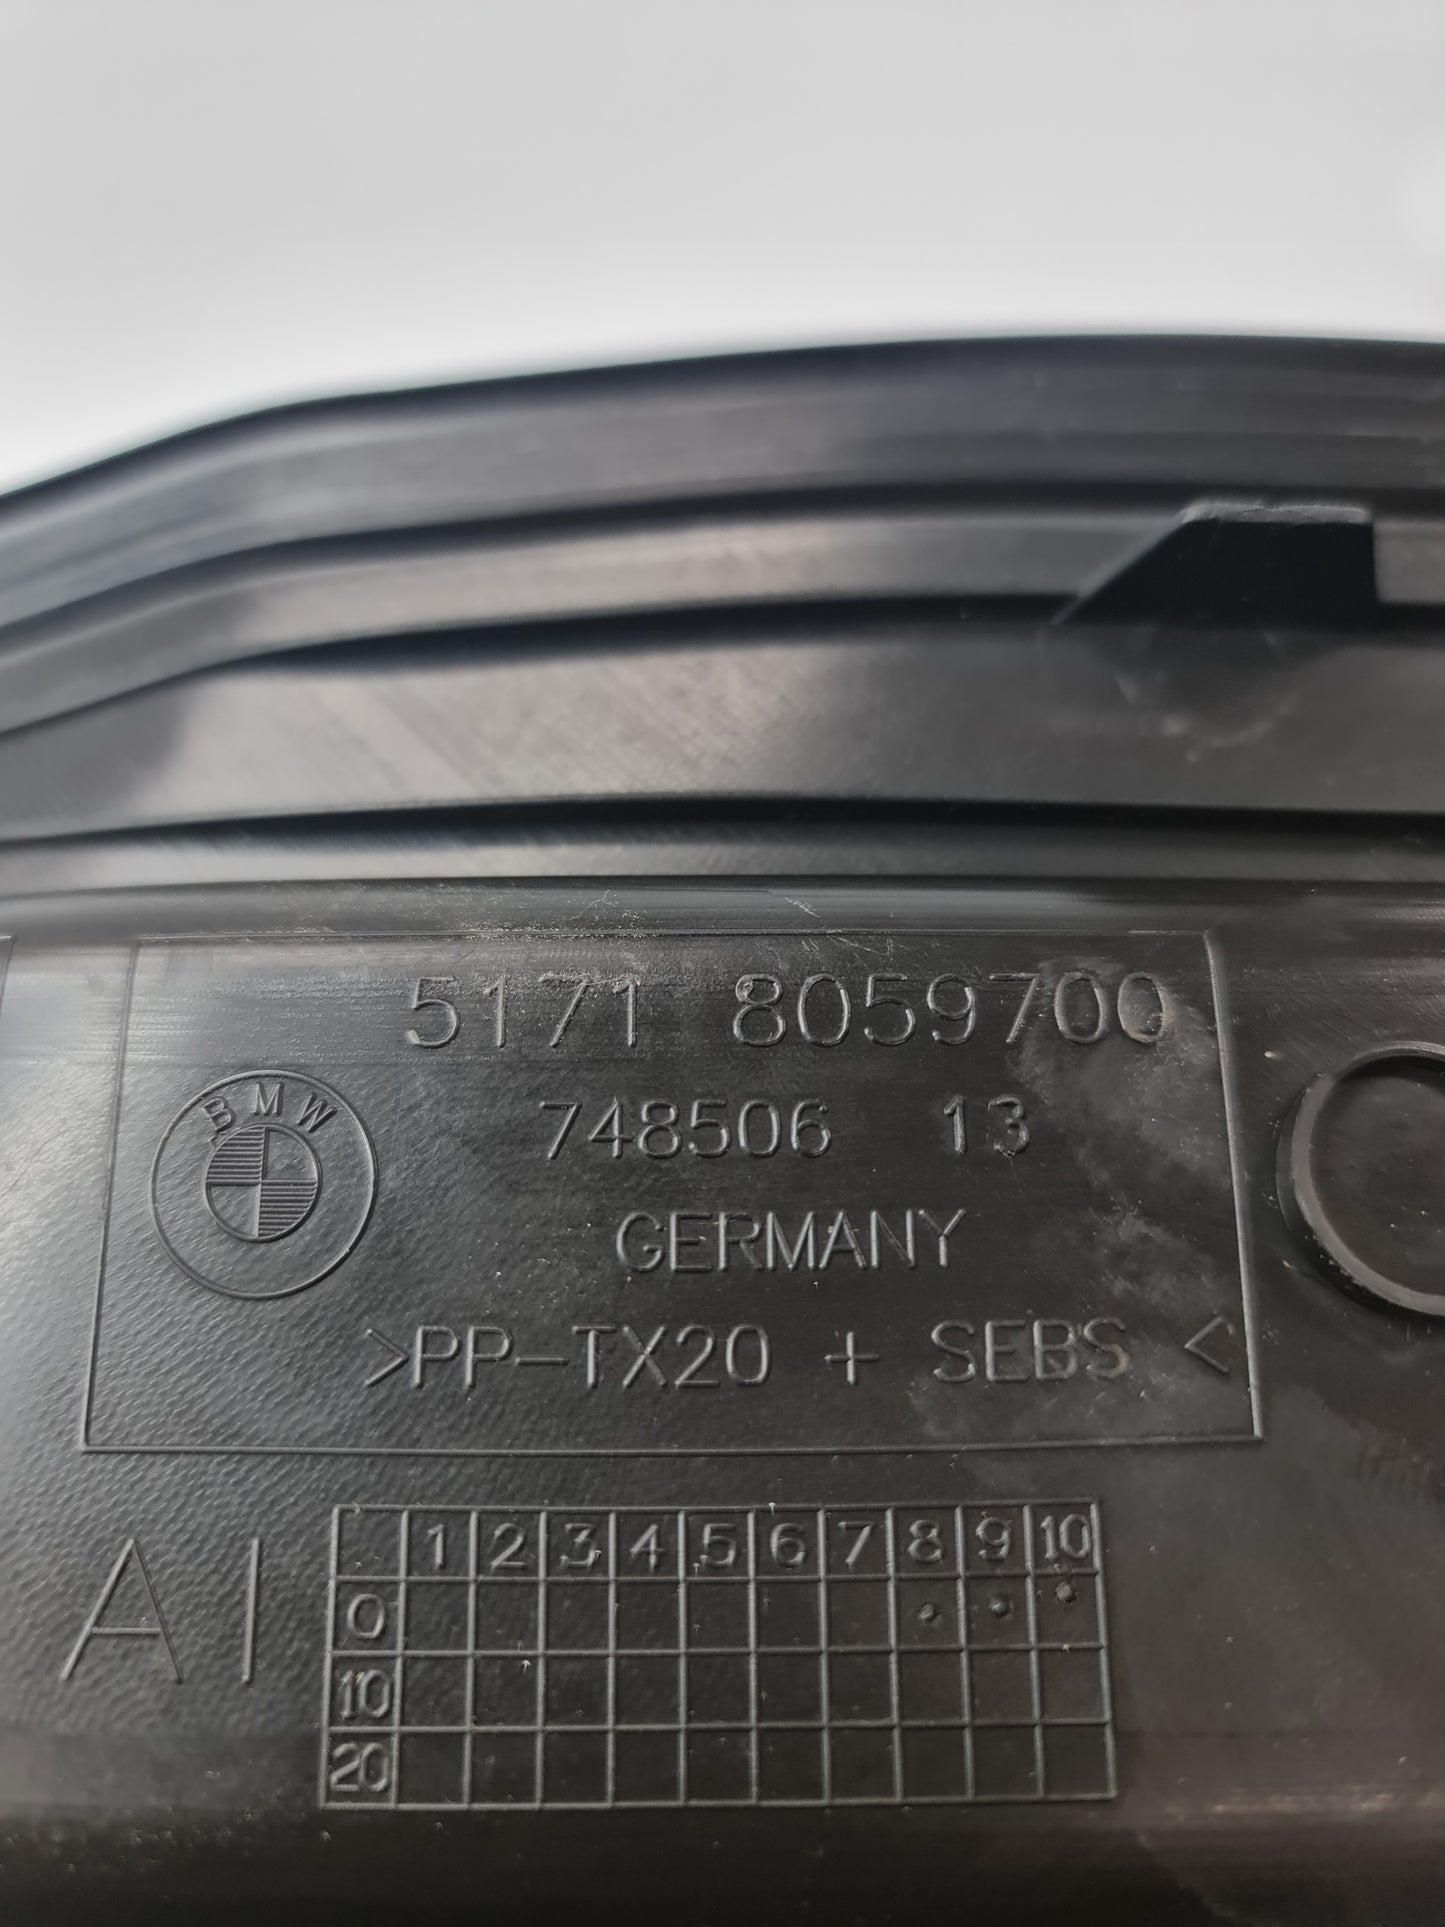 5171 8059700
BMW
748506 13
GERMANY
>PP-TX20 + SEBS <
AI
1 2 3 4 5 6 7 8 9 10
0
10
20